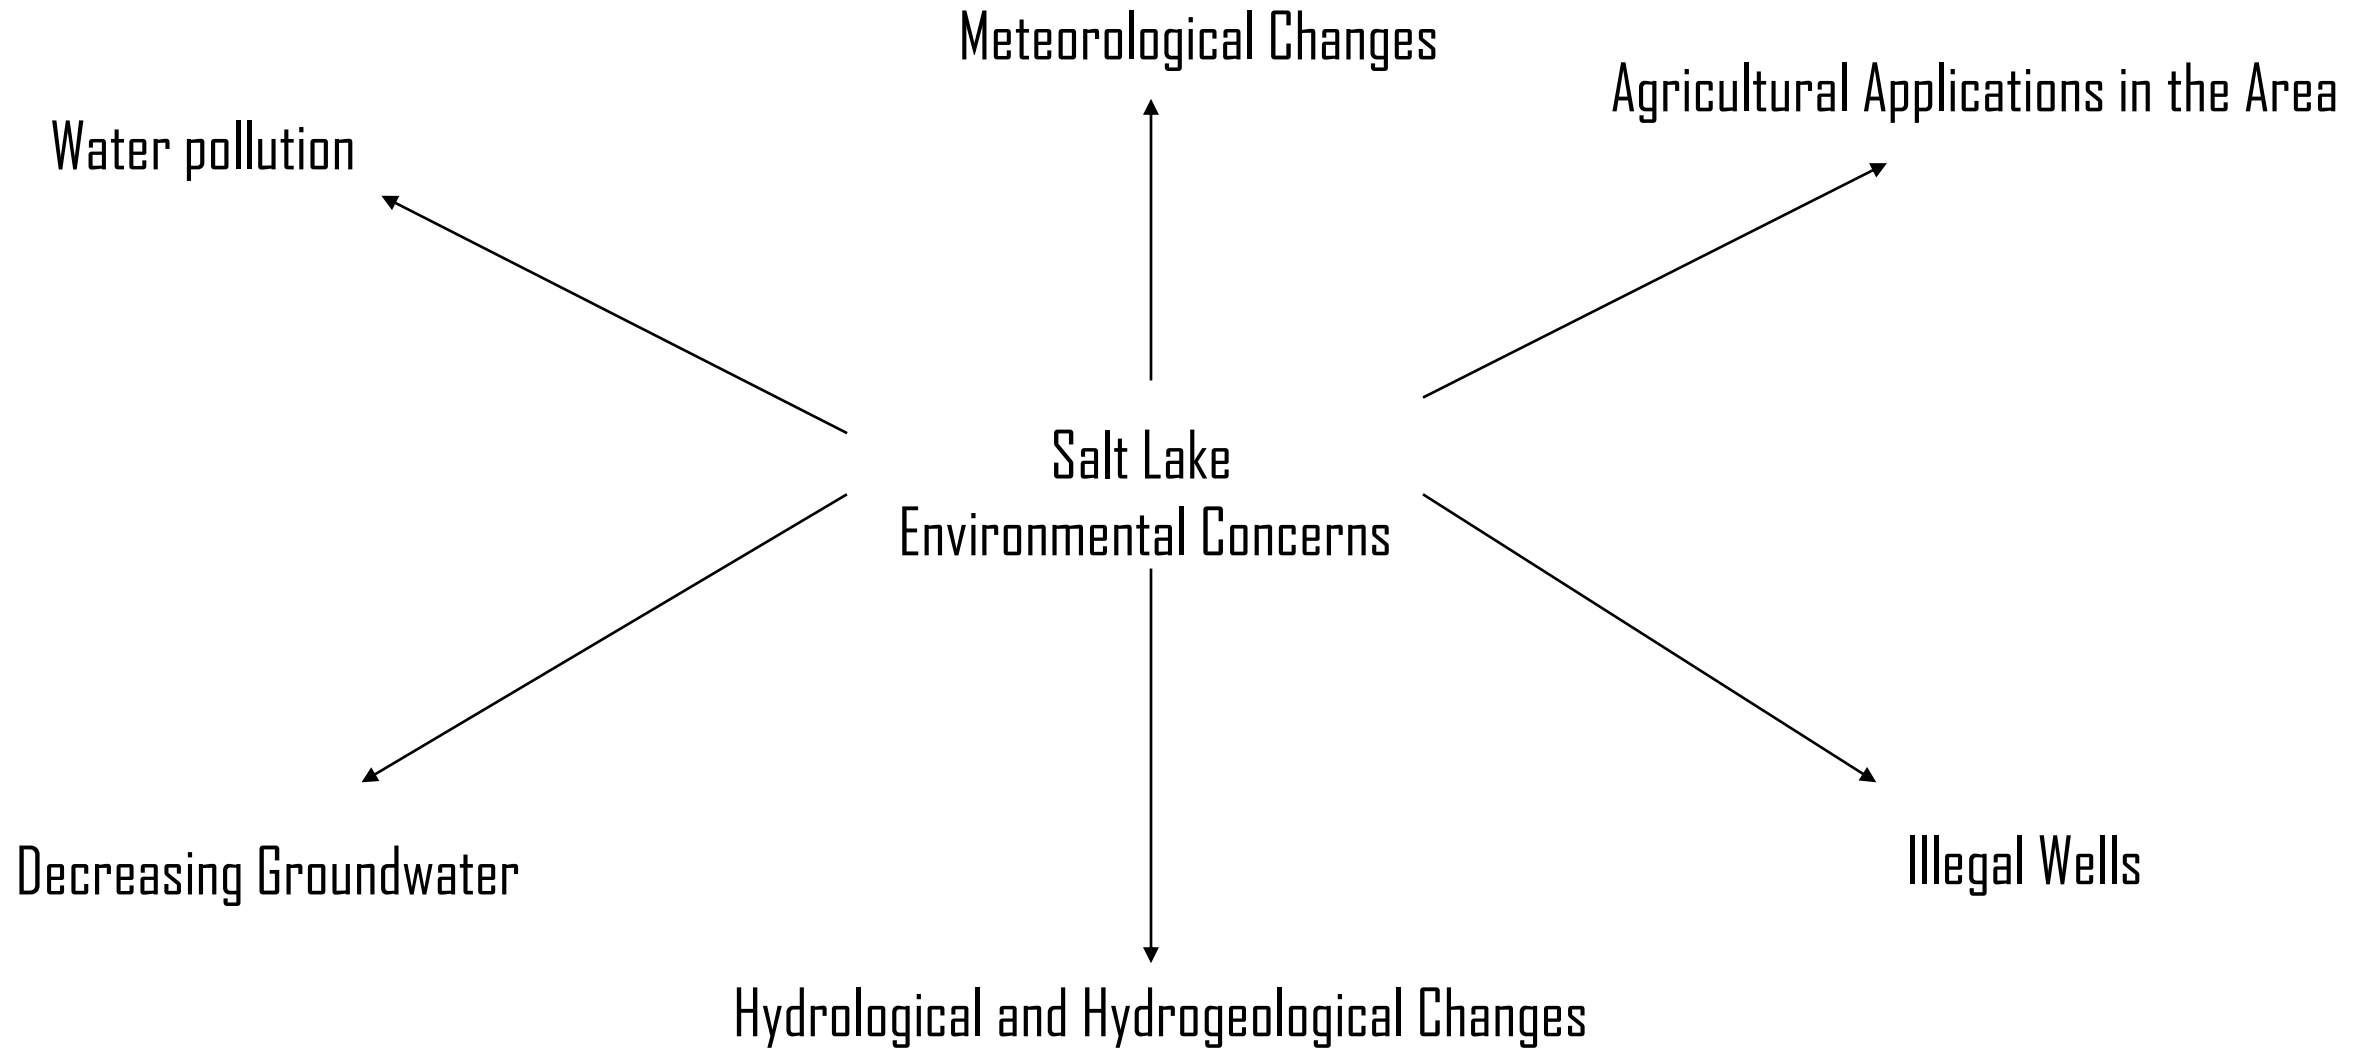 Meteorological Changes
Agricultural Applications in the Area
Water pollution
Salt Lake
Environmental Concerns
Decreasing Groundwater
Illegal Wells
Hydrological and Hydrogeological Changes